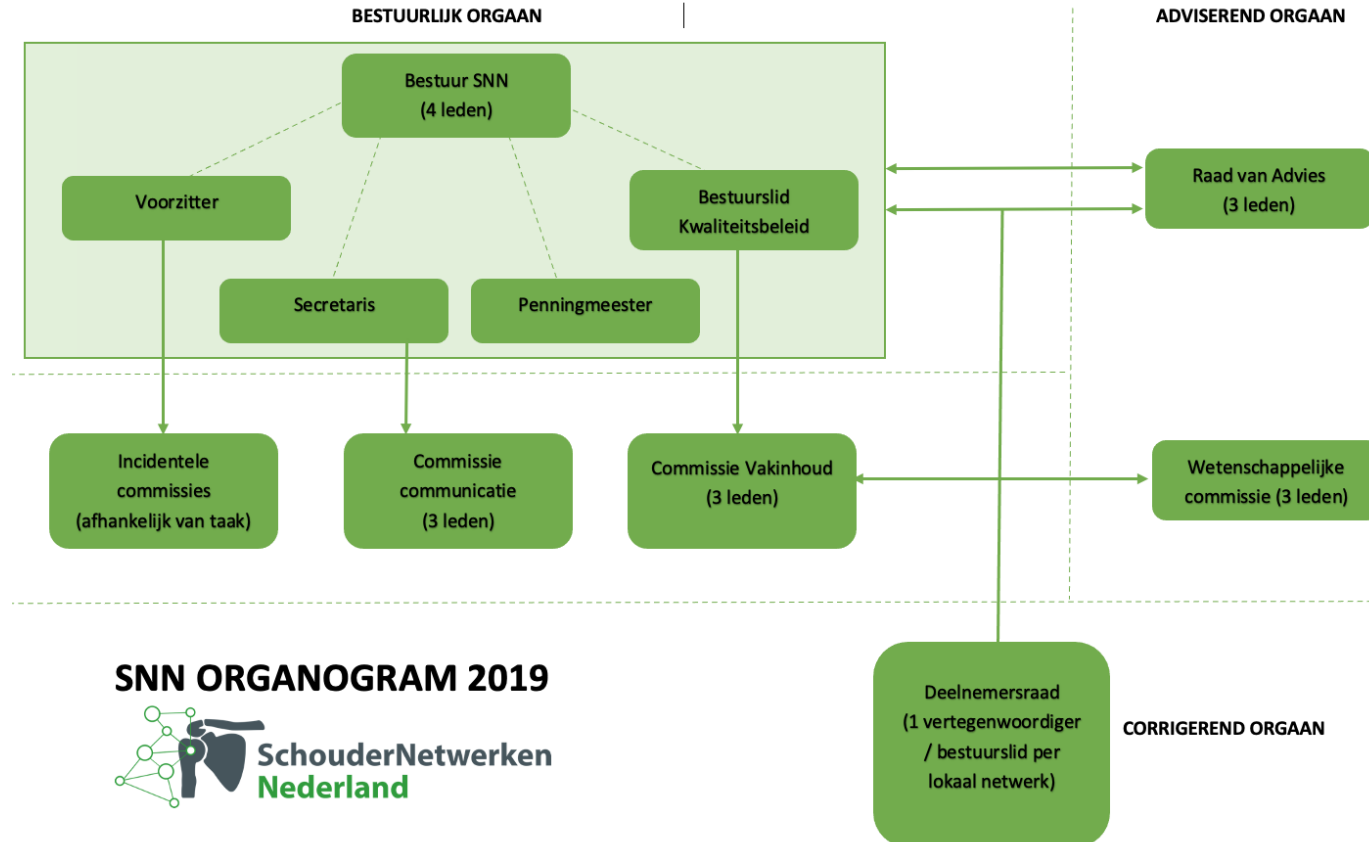 BESTUURLIJK ORGAAN
ADVISEREND ORGAAN
Bestuur SNN
(4 leden)
Voorzitter
Bestuurslid
Kwaliteitsbeleid
Raad van Advies
(3 leden)
Secretaris
Penningmeester
Incidentele
commissies
(afhankelijk van taak)
Commissie
communicatie
(3 leden)
Commissie Vakinhoud
(3 leden)
Wetenschappelijke
commissie (3 leden)
SNN ORGANOGRAM 2019
SchouderNetwerken
Nederland
Deelnemersraad
(1 vertegenwoordiger
/ bestuurslid per
lokaal netwerk)
CORRIGEREND ORGAAN